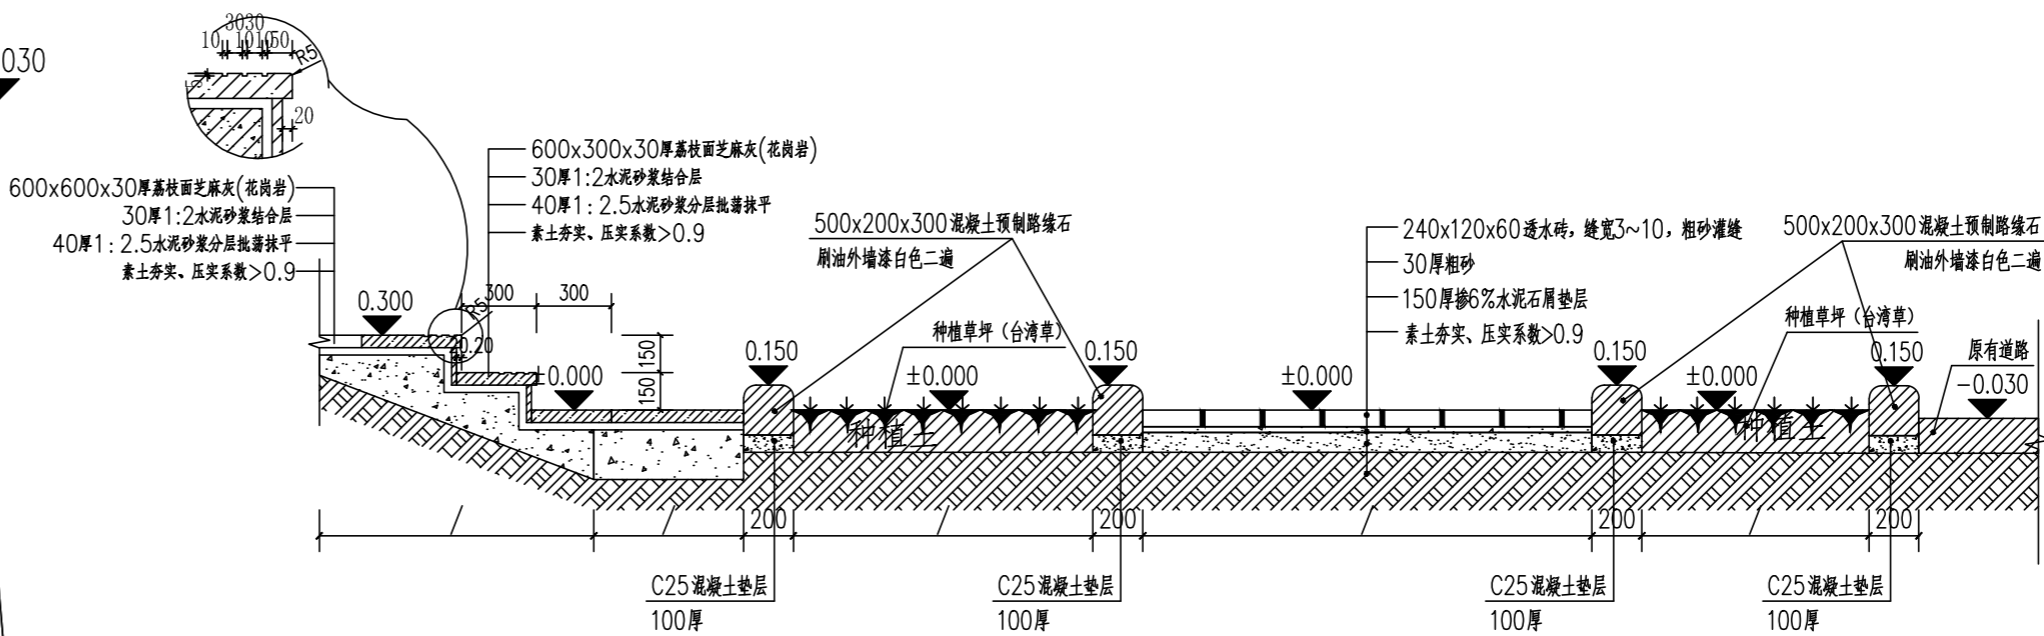 3030
10 1010 50
R5
030
5
20
600x600x30厚荔枝面芝麻灰(花岗岩)
30厚1:2水泥砂浆结合层
40厚1：2.5水泥砂浆分层批荡抹平
素土夯实、压实系数>0.9
600x300x30厚荔枝面芝麻灰(花岗岩)
30厚1:2水泥砂浆结合层
40厚1：2.5水泥砂浆分层批荡抹平
素土夯实、压实系数>0.9
500x200x300混凝土预制路缘石
刷油外墙漆白色二遍
240x120x60透水砖，缝宽3~10，粗砂灌缝
30厚粗砂
150厚掺6%水泥石屑垫层
素土夯实、压实系数>0.9
500x200x300混凝土预制路缘石
刷油外墙漆白色二遍
0.300
R5
300
300
20
150
150
±0.000
0.150
种植草坪（台湾草）
±0.000
种植土
0.150
±0.000
0.150
种植草坪（台湾草）
±0.000
种植土
0.150
原有道路
-0.030
200
200
200
200
C25混凝土垫层
100厚
C25混凝土垫层
100厚
C25混凝土垫层
100厚
C25混凝土垫层
100厚